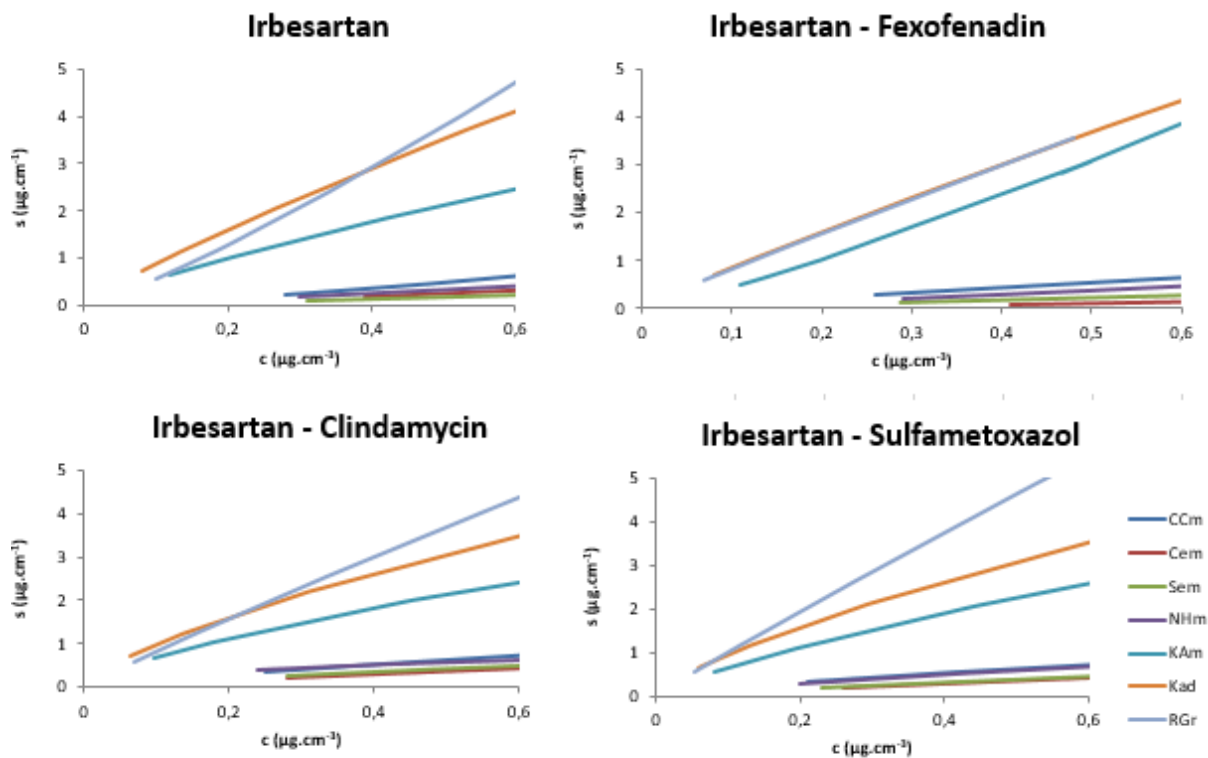 Irbesartan
5
4
3
2
1
0
s (µg.cm⁻¹)
0
0,2
0,4
0,6
c (µg.cm⁻³)
Irbesartan - Fexofenadin
5
4
3
2
1
0
s (µg.cm⁻¹)
0
0,1
0,2
0,3
0,4
0,5
0,6
c (µg.cm⁻³)
Irbesartan - Clindamycin
5
4
3
2
1
0
s (µg.cm⁻¹)
0
0,2
0,4
0,6
c (µg.cm⁻³)
Irbesartan - Sulfametoxazol
5
4
3
2
1
0
s (µg.cm⁻¹)
0
0,2
0,4
0,6
c (µg.cm⁻³)
CCm
Cem
Sem
NHm
KAm
Kad
RGr